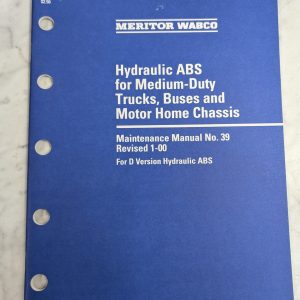 MERITOR WABCO
Hydraulic ABS
for Medium-Duty
Trucks, Buses and
Motor Home Chassis
Maintenance Manual No. 39
Revised 1-00
For D Version Hydraulic ABS